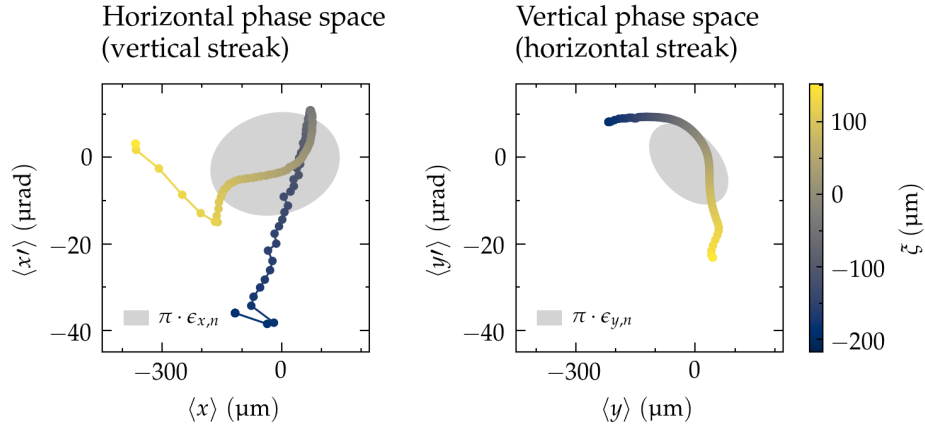 Horizontal phase space
(vertical streak)
Vertical phase space
(horizontal streak)
⟨x′⟩ (μrad)
0
−20
−40
π · ϵx,n
−300
0
⟨x⟩ (μm)
⟨y′⟩ (μrad)
0
−20
−40
π · ϵy,n
−300
0
⟨y⟩ (μm)
100
0
−100
−200
ξ (μm)